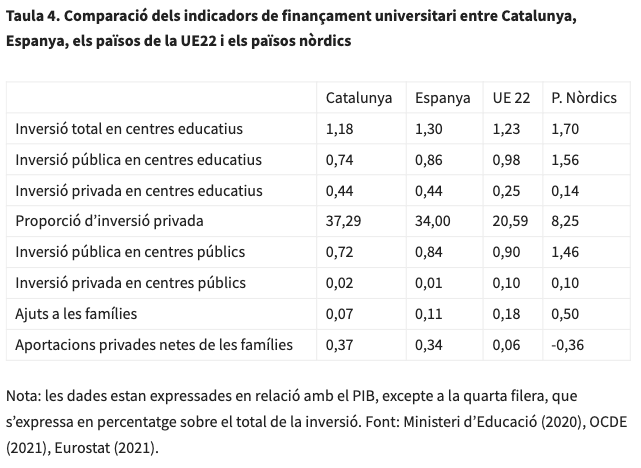 Taula 4. Comparació dels indicadors de finançament universitari entre Catalunya,
Espanya, els països de la UE22 i els països nòrdics
Catalunya Espanya UE 22 P. Nòrdics
Inversió total en centres educatius 1,18 1,30 1,23 1,70
Inversió pública en centres educatius 0,74 0,86 0,98 1,56
Inversió privada en centres educatius 0,44 0,44 0,25 0,14
Proporció d’inversió privada 37,29 34,00 20,59 8,25
Inversió pública en centres públics 0,72 0,84 0,90 1,46
Inversió privada en centres públics 0,02 0,01 0,10 0,10
Ajuts a les famílies 0,07 0,11 0,18 0,50
Aportacions privades netes de les famílies 0,37 0,34 0,06 -0,36
Nota: les dades estan expressades en relació amb el PIB, excepte a la quarta filera, que
s’expressa en percentatge sobre el total de la inversió. Font: Ministeri d’Educació (2020), OCDE
(2021), Eurostat (2021).